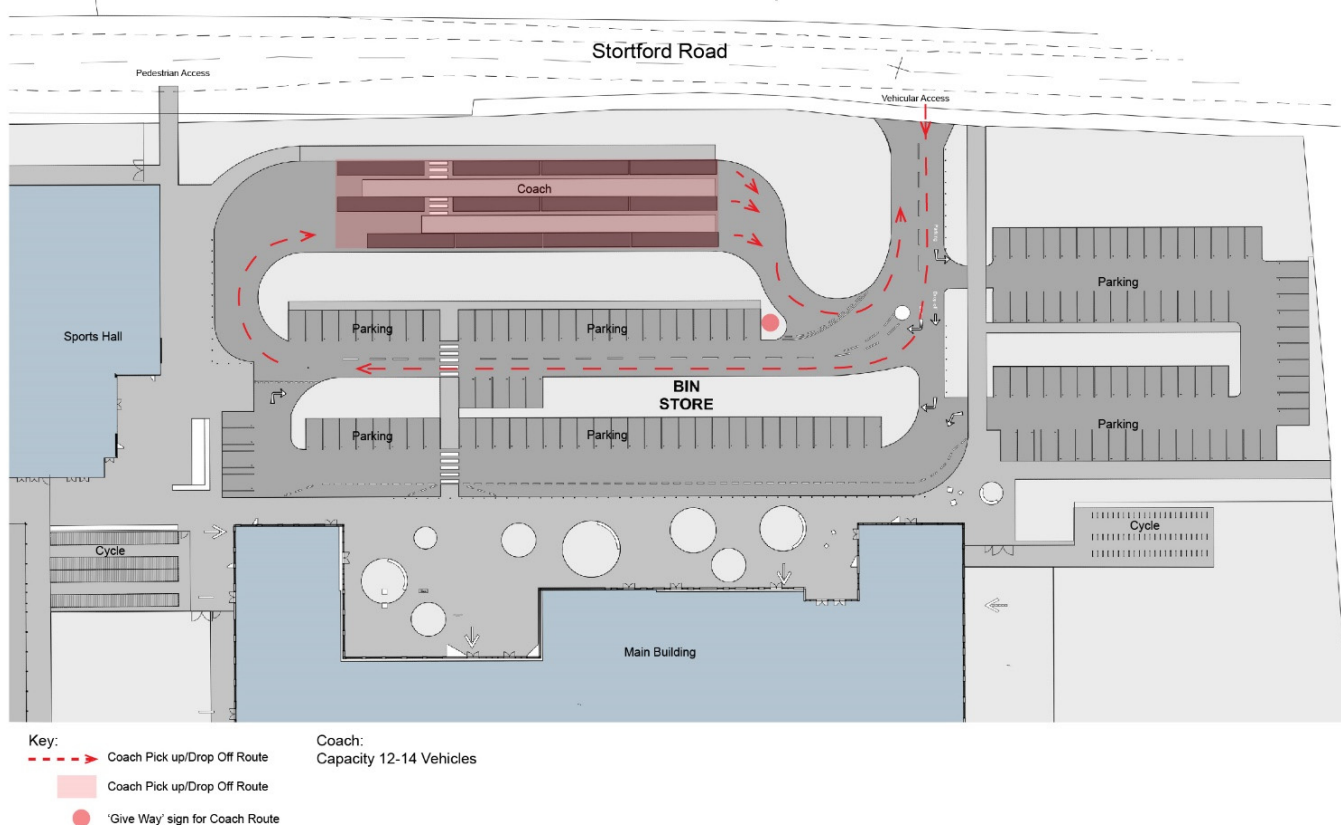 Stortford Road
Pedestrian Access
Vehicular Access
Coach
Parking
Parking
Parking
Parking
Sports Hall
BIN
STORE
Parking
Parking
Parking
Parking
Cycle
Cycle
Main Building
Key:
Coach Pick up/Drop Off Route
Coach Pick up/Drop Off Route
'Give Way' sign for Coach Route
Coach:
Capacity 12-14 Vehicles